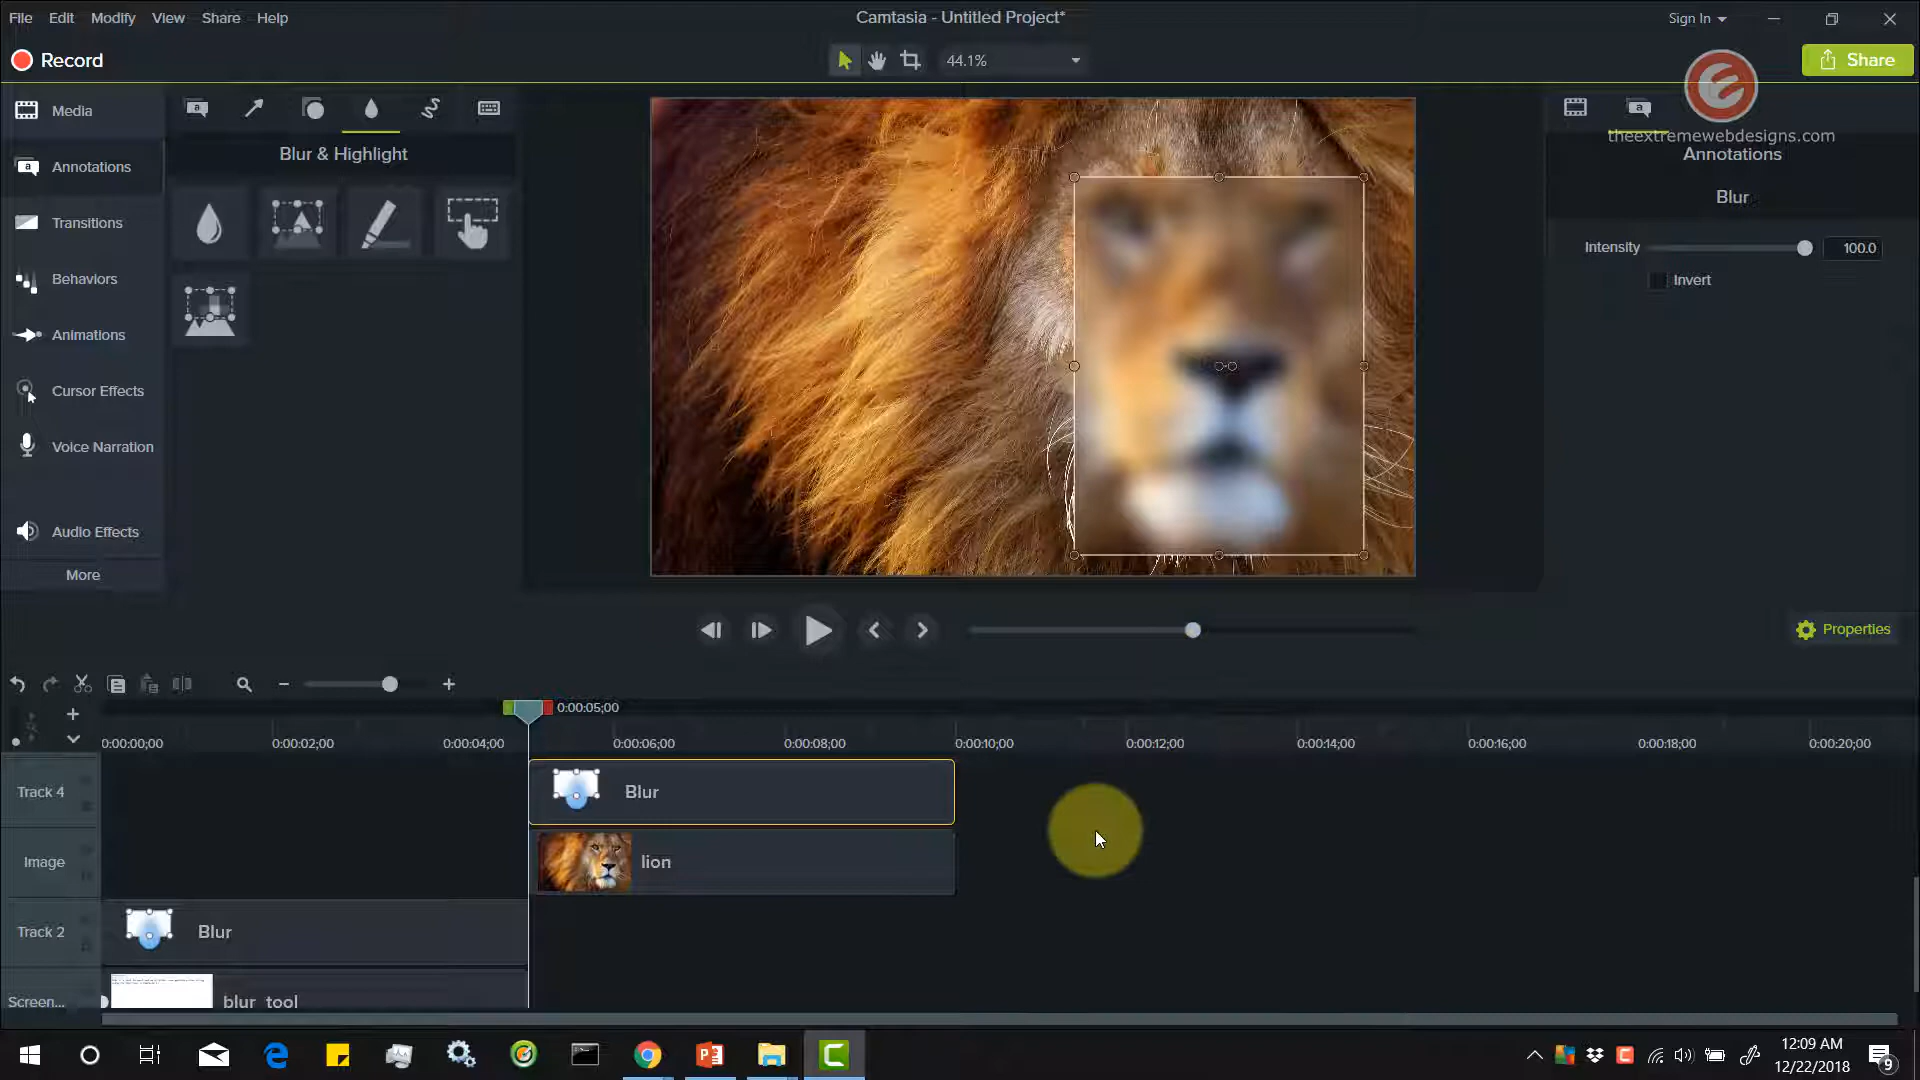 File Edit Modify View Share Help
Camtasia - Untitled Project*
Sign In
Record
44.1%
Share
theextremewebdesigns.com
Media
Annotations
Transitions
Behaviors
Animations
Cursor Effects
Voice Narration
Audio Effects
More
Blur & Highlight
Annotations
Blur
Intensity 100.0
Invert
Properties
0:00:05;00
0:00:00;00 0:00:02;00 0:00:04;00 0:00:06;00 0:00:08;00 0:00:10;00 0:00:12;00 0:00:14;00 0:00:16;00 0:00:18;00 0:00:20;00
Track 4 Blur
Image lion
Track 2 Blur
Screen... blur_tool
12:09 AM
12/22/2018
9